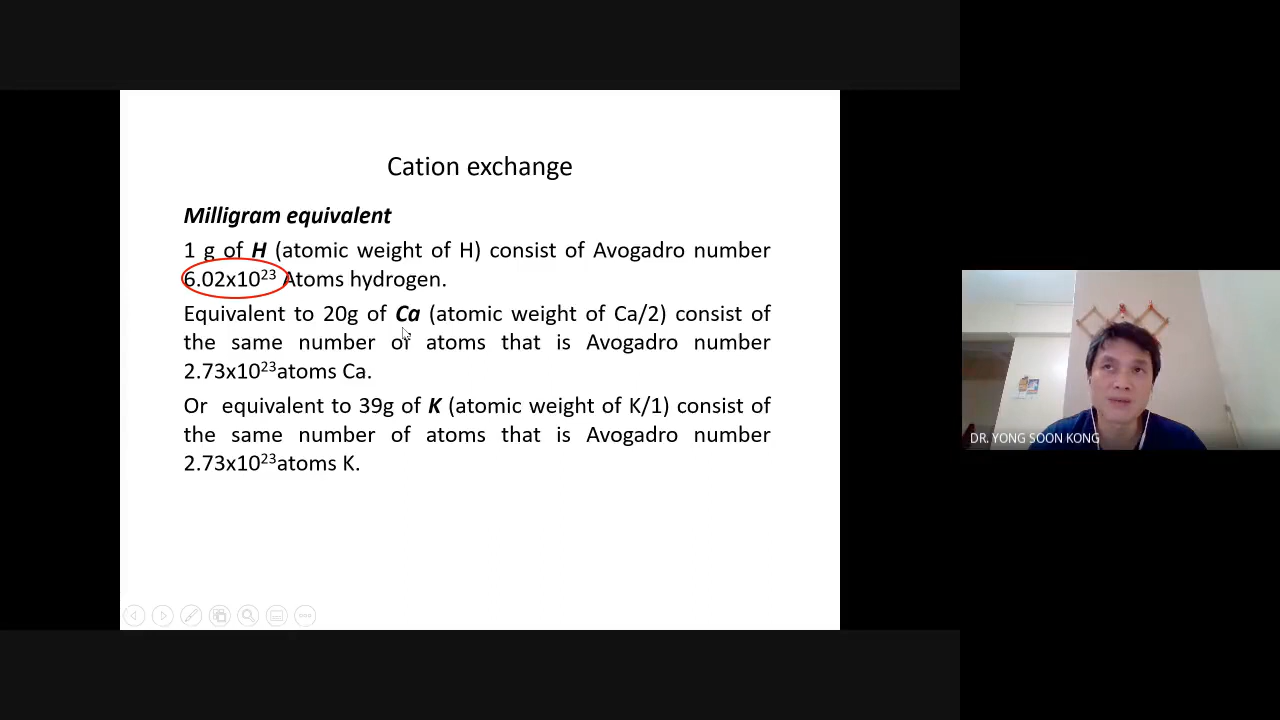 Cation exchange
Milligram equivalent
1 g of H (atomic weight of H) consist of Avogadro number
6.02x10²³ Atoms hydrogen.
Equivalent to 20g of Ca (atomic weight of Ca/2) consist of
the same number of atoms that is Avogadro number
2.73x10²³atoms Ca.
Or equivalent to 39g of K (atomic weight of K/1) consist of
the same number of atoms that is Avogadro number
2.73x10²³atoms K.
DR. YONG SOON KONG